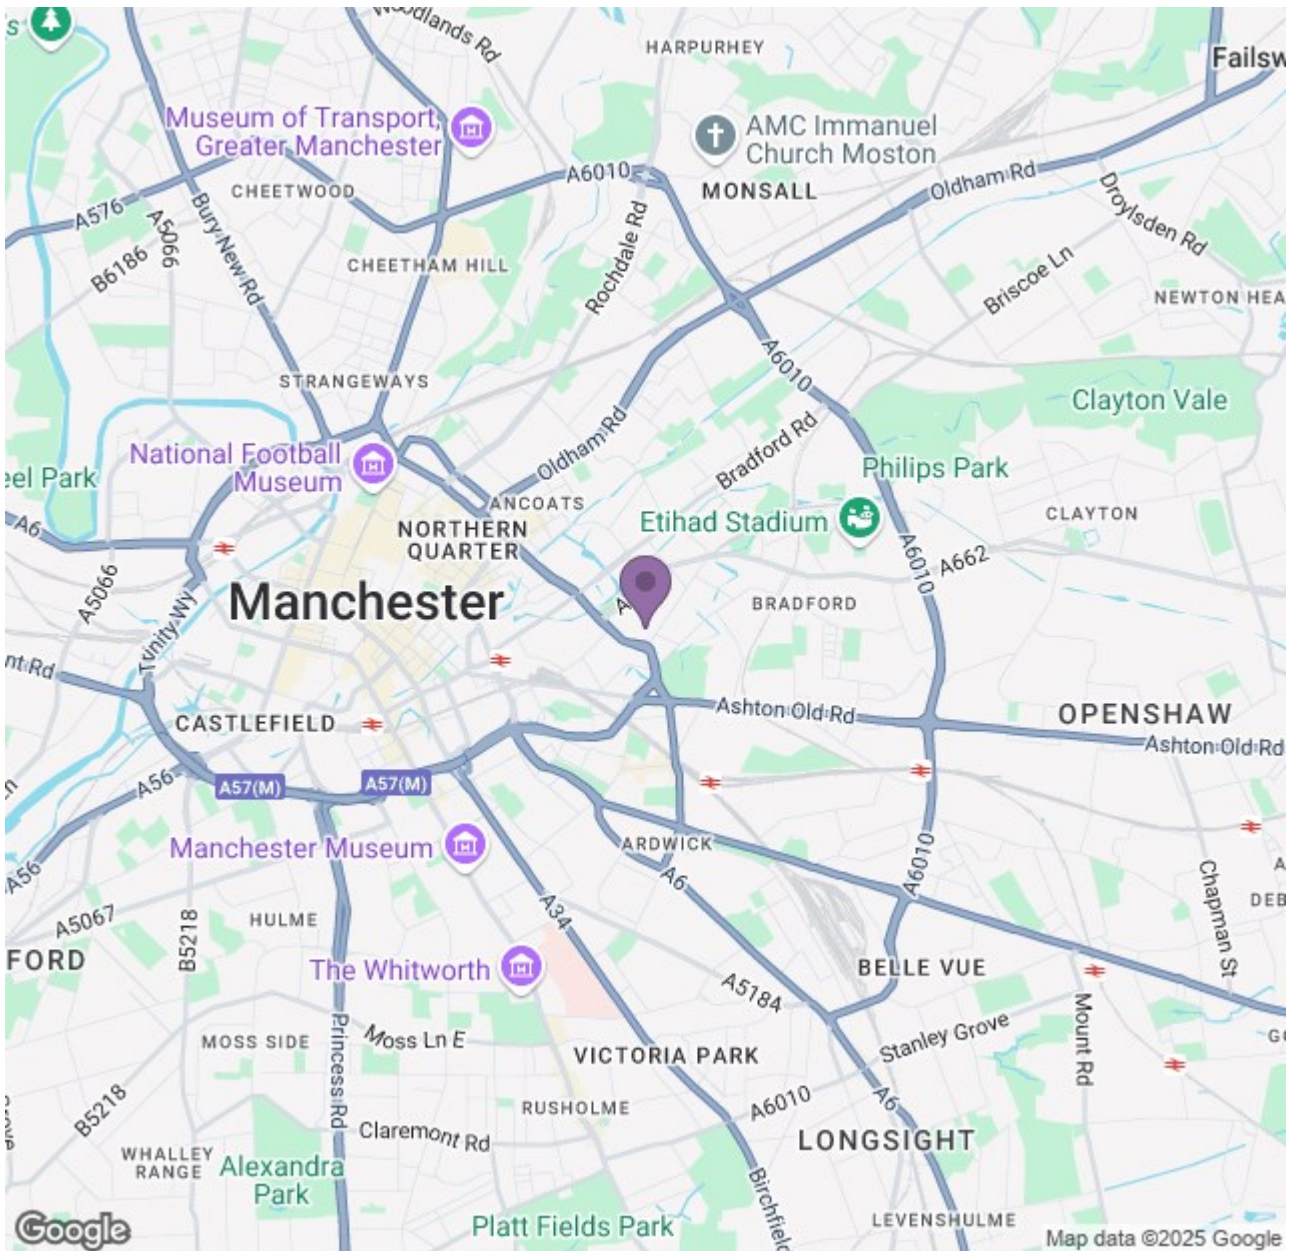 s
Woodlands Rd
HARPURHEY
Failsw
Museum of Transport,
Greater Manchester
AMC Immanuel
Church Moston
CHEETWOOD
A6010
MONSALL
Oldham Rd
Droylsden Rd
A576
A5066
Bury New Rd
B6186
CHEETHAM HILL
Rochdale Rd
Briscoe Ln
NEWTON HEA
STRANGEWAYS
A6010
Clayton Vale
National Football
Museum
Oldham Rd
Bradford Rd
Philips Park
eel Park
ANCOATS
A6
NORTHERN
QUARTER
Etihad Stadium
CLAYTON
A6010
A662
A5066
Manchester
A
BRADFORD
Trinity Wy
nt Rd
CASTLEFIELD
Ashton Old Rd
OPENSHAW
Ashton Old Rd
A56
A57(M)
A57(M)
Ln
Manchester Museum
ARDWICK
A6010
A56
A6
A
Chapman St
DEB
A5067
HULME
B5218
A34
FORD
The Whitworth
BELLE VUE
A5184
Mount Rd
MOSS SIDE
Princess Rd
Moss Ln E
VICTORIA PARK
Stanley Grove
GO
B5218
RUSHOLME
A6010
A6
WHALLEY
RANGE
Claremont Rd
LONGSIGHT
Alexandra
Park
Birchfield
Google
Platt Fields Park
LEVENSHULME
Map data ©2025 Google